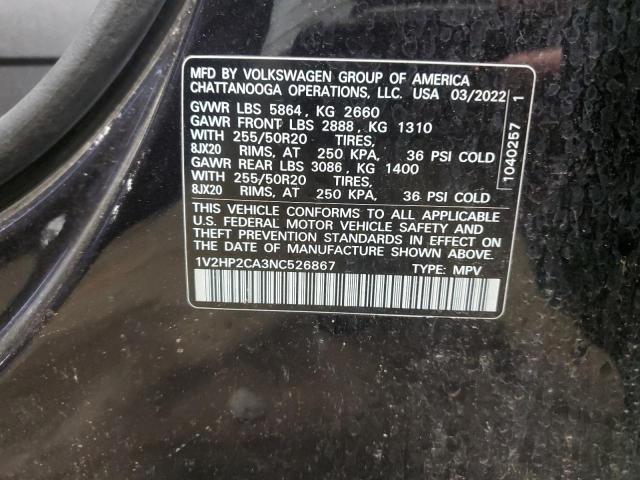 MFD BY VOLKSWAGEN GROUP OF AMERICA
CHATTANOOGA OPERATIONS, LLC. USA 03/2022
GVWR LBS 5864, KG 2660
GAWR FRONT LBS 2888, KG 1310
WITH 255/50R20 TIRES,
8JX20 RIMS, AT 250 KPA, 36 PSI COLD
GAWR REAR LBS 3086, KG 1400
WITH 255/50R20 TIRES,
8JX20 RIMS, AT 250 KPA, 36 PSI COLD
THIS VEHICLE CONFORMS TO ALL APPLICABLE
U.S. FEDERAL MOTOR VEHICLE SAFETY AND
THEFT PREVENTION STANDARDS IN EFFECT ON
THE DATE OF MANUFACTURE SHOWN ABOVE.
1V2HP2CA3NC526867 TYPE: MPV
1040257 1